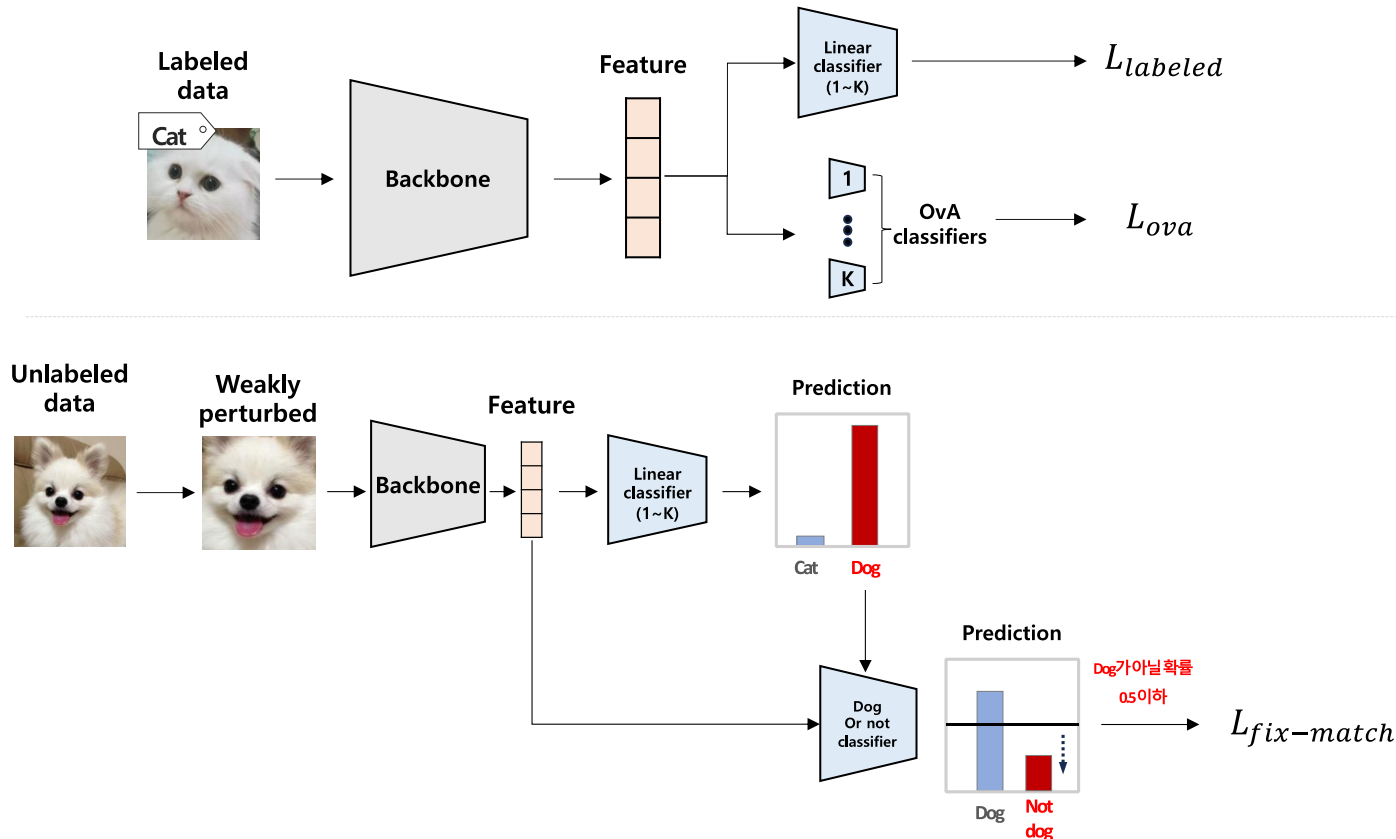 Labeled
data
Cat
Backbone
Feature
Linear
classifier
(1~K)
L_labeled
1
K
OvA
classifiers
L_ova
Unlabeled
data
Weakly
perturbed
Backbone
Feature
Linear
classifier
(1~K)
Prediction
Cat
Dog
Dog
Or not
classifier
Prediction
Dog
Not
dog
Dog가 아닐 확률
0.5 이하
L_fix-match